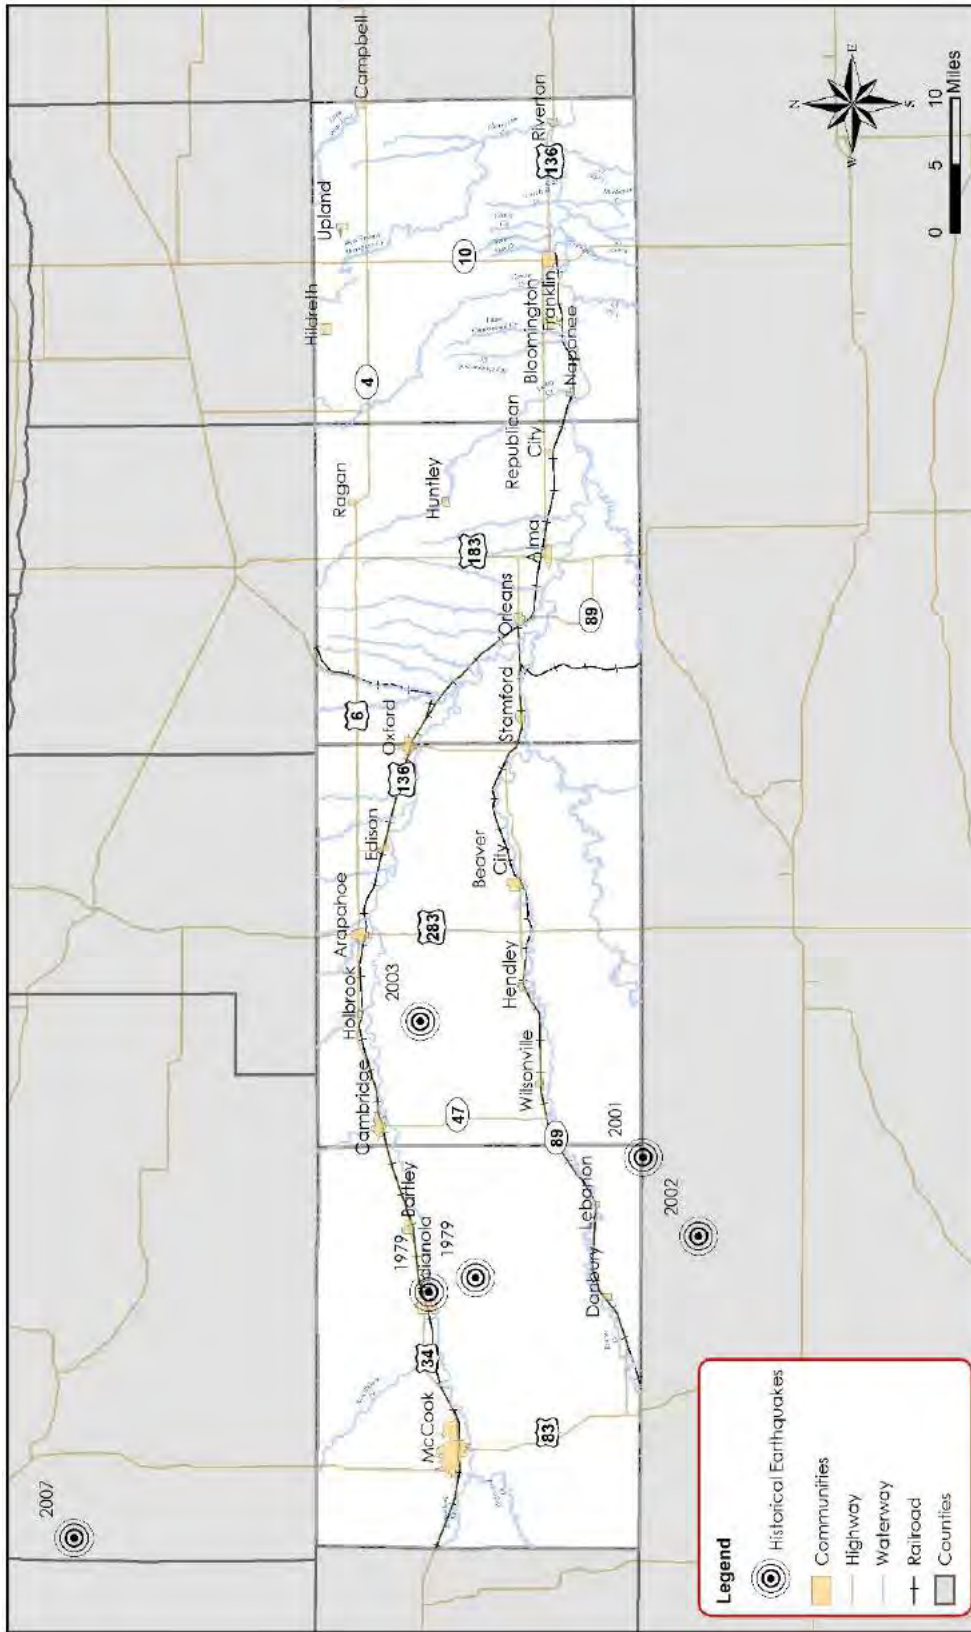 2007
McCook
34
83
1979
Indianola
1979
Bartley
Danbury
Lebanon
2002
2001
89
47
Cambridge
Holbrook
Arapahoe
2003
Wilsonville
Hendley
283
Beaver
City
Edison
136
Oxford
6
Stamford
Orleans
89
183
Alma
Huntley
Ragan
Republican
City
4
Naponee
Bloomington
Franklin
10
Hildreth
Upland
136
Riverton
Campbell
Legend
Historical Earthquakes
Communities
Highway
Waterway
Railroad
Counties
0 5 10
Miles
N
E
S
W